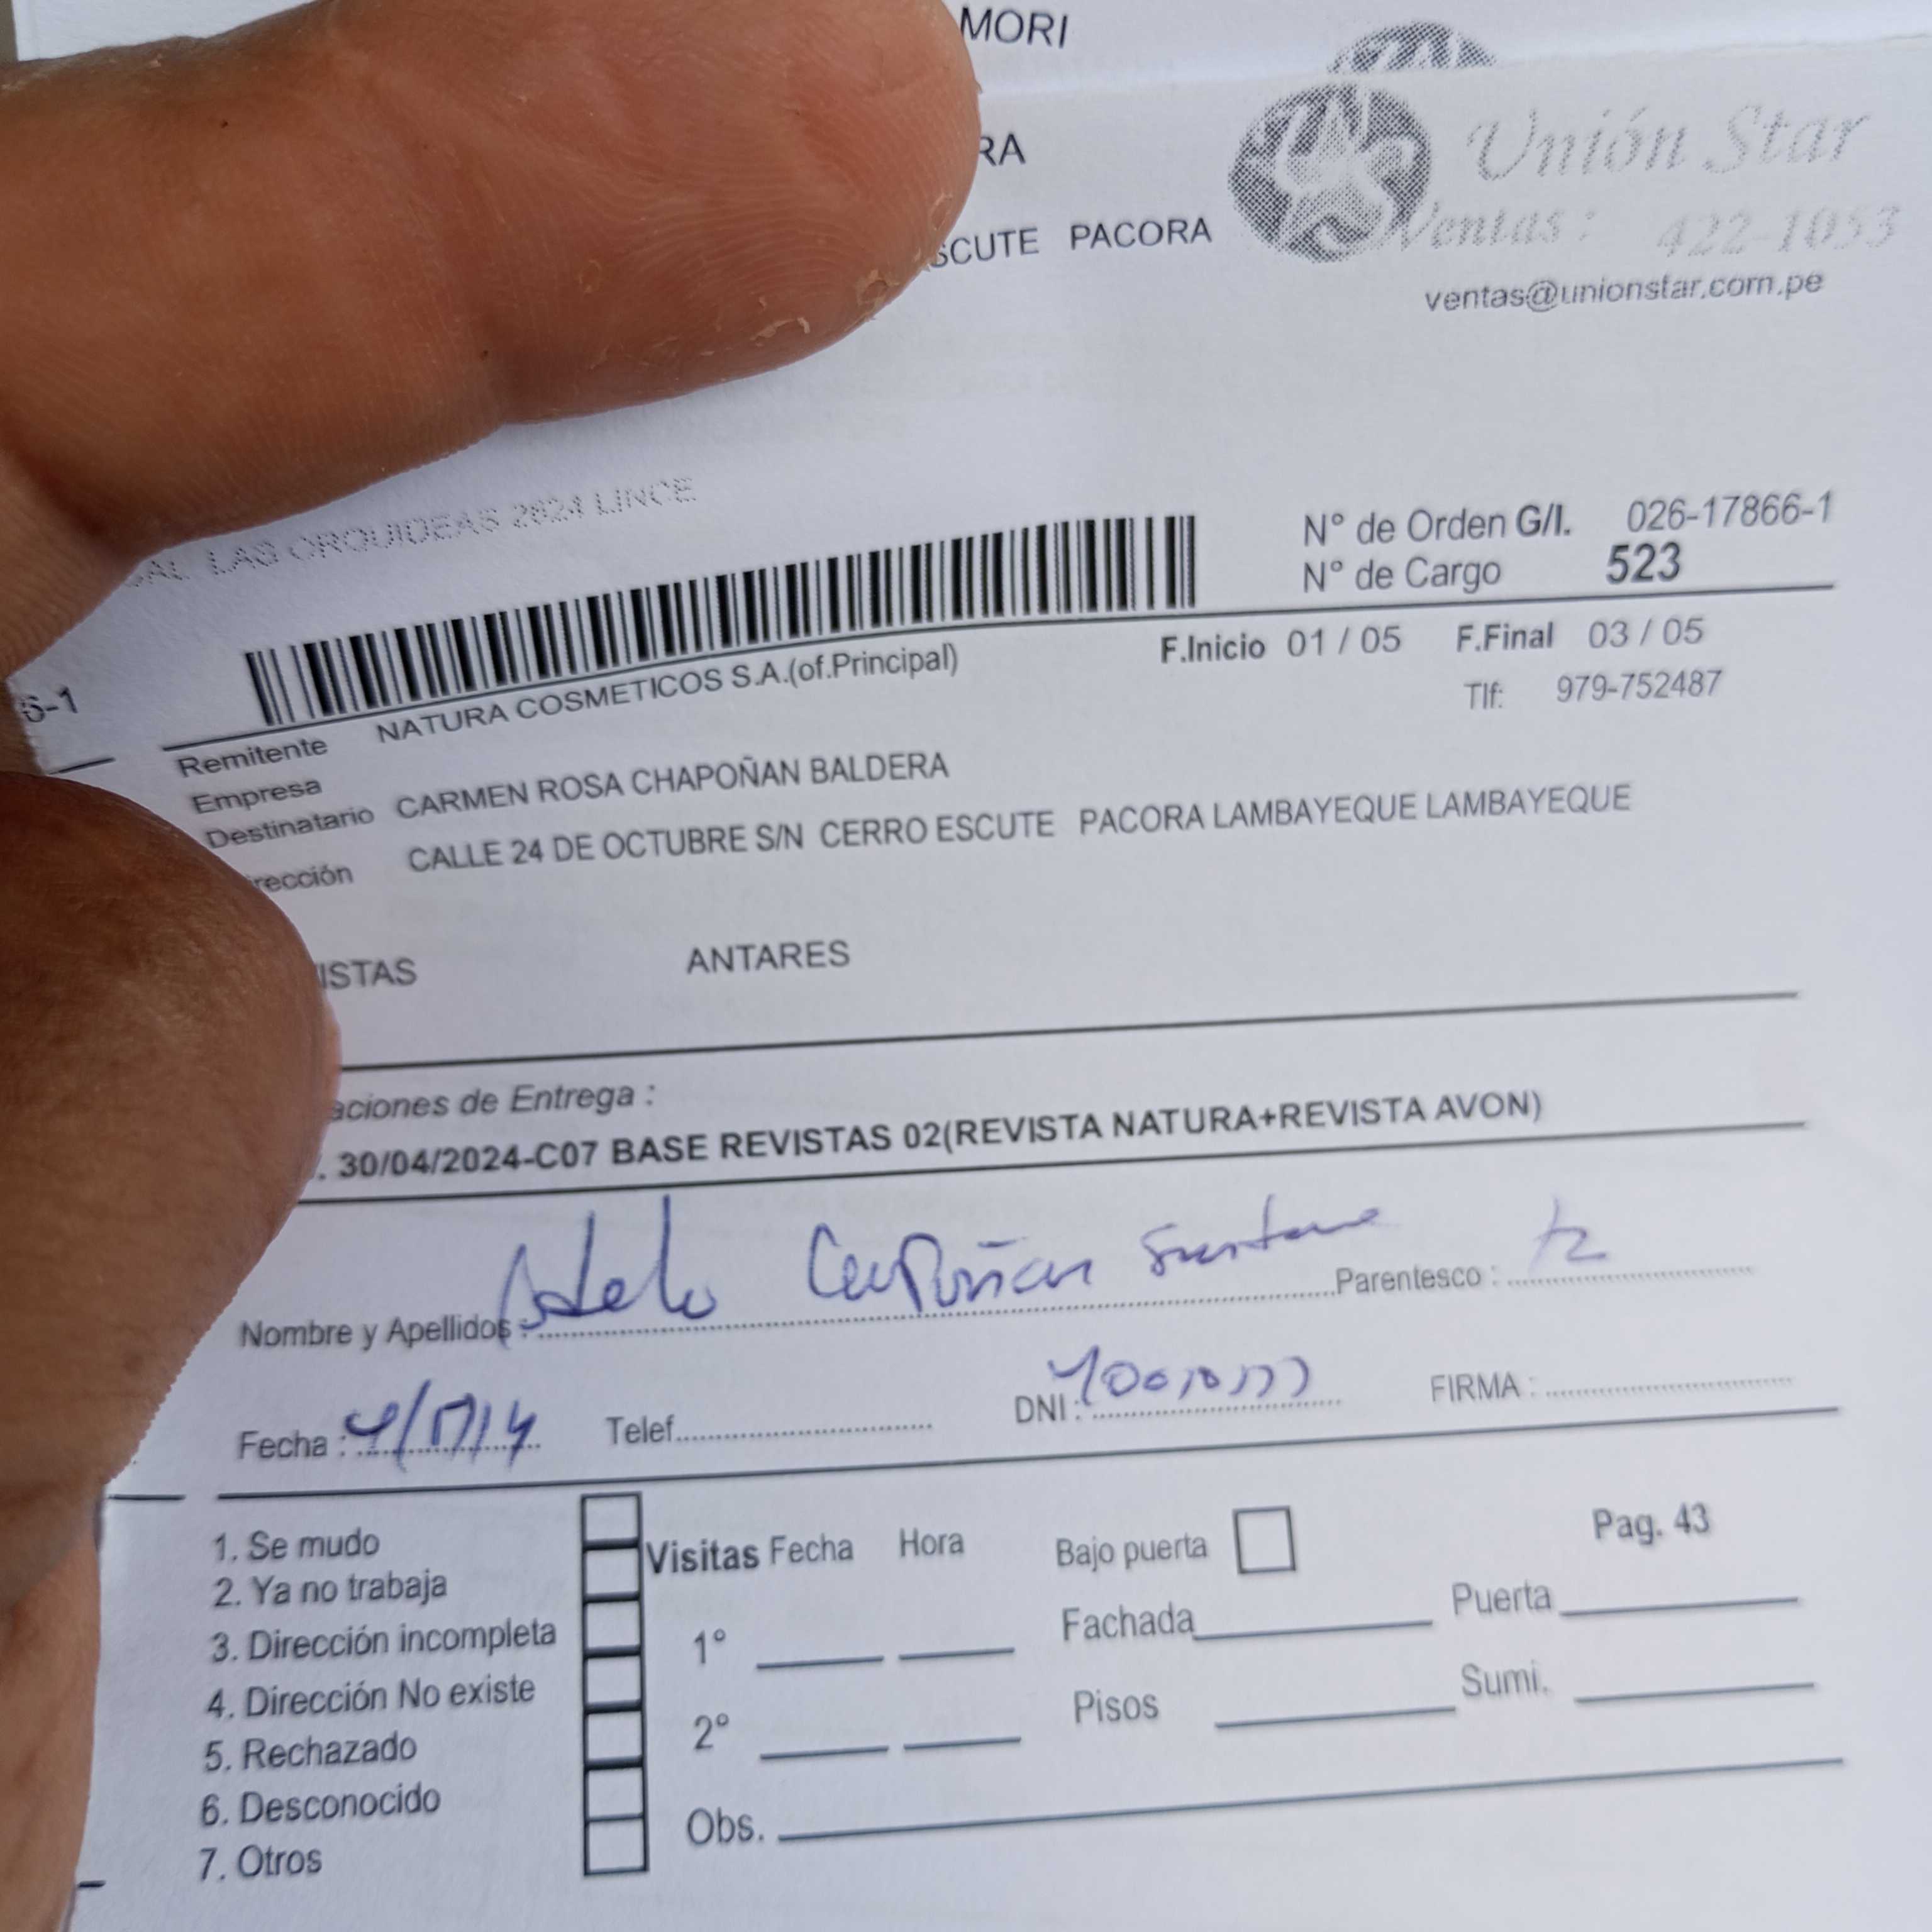 MORI
RA
SCUTE PACORA
Unión Star
Ventas: 422-1053
ventas@unionstar.com.pe
LAS ORQUIDEAS 2624 LINCE
N° de Orden G/I. 026-17866-1
N° de Cargo 523
F.Inicio 01 / 05 F.Final 03 / 05
Tlf: 979-752487
6-1
Remitente NATURA COSMETICOS S.A.(of.Principal)
Empresa
Destinatario CARMEN ROSA CHAPOÑAN BALDERA
rección CALLE 24 DE OCTUBRE S/N CERRO ESCUTE PACORA LAMBAYEQUE LAMBAYEQUE
ISTAS ANTARES
aciones de Entrega :
. 30/04/2024-C07 BASE REVISTAS 02(REVISTA NATURA+REVISTA AVON)
Nombre y Apellidos : Parentesco :
Fecha : Telef. DNI : FIRMA :
1. Se mudo
2. Ya no trabaja
3. Dirección incompleta
4. Dirección No existe
5. Rechazado
6. Desconocido
7. Otros
Visitas Fecha Hora
1°
2°
Obs.
Bajo puerta Pag. 43
Fachada Puerta
Pisos Sumi.